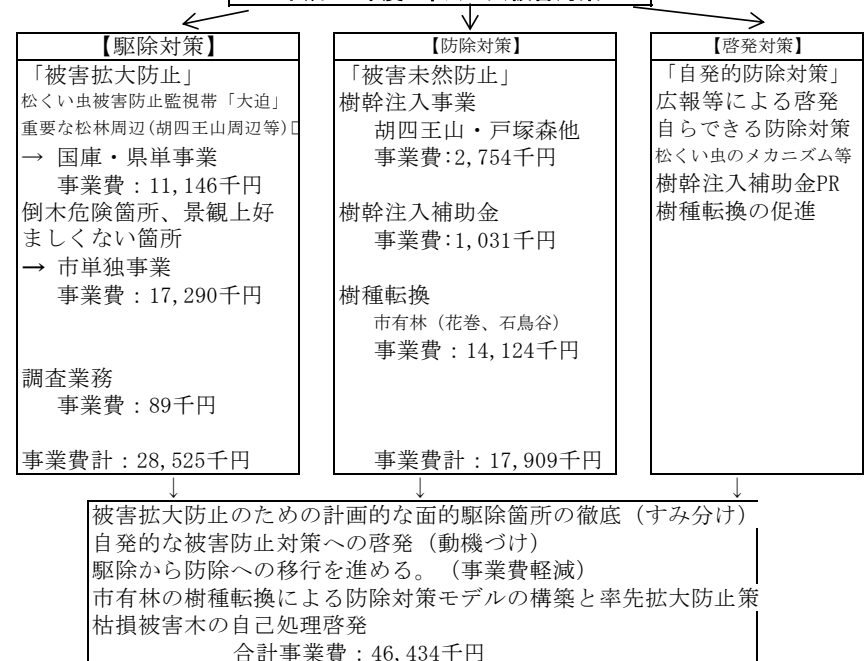 【駆除対策】
「被害拡大防止」
松くい虫被害防止監視帯「大迫」
重要な松林周辺(胡四王山周辺等)
→ 国庫・県単事業
事業費:11,146千円
倒木危険箇所、景観上好
ましくない箇所
→ 市単独事業
事業費:17,290千円
調査業務
事業費:89千円
事業費計:28,525千円
【防除対策】
「被害未然防止」
樹幹注入事業
胡四王山・戸塚森他
事業費:2,754千円
樹幹注入補助金
事業費:1,031千円
樹種転換
市有林(花巻、石鳥谷)
事業費:14,124千円
事業費計:17,909千円
【啓発対策】
「自発的防除対策」
広報等による啓発
自らできる防除対策
松くい虫のメカニズム等
樹幹注入補助金PR
樹種転換の促進
↓ ↓ ↓
被害拡大防止のための計画的な面的駆除箇所の徹底(すみ分け)
自発的な被害防止対策への啓発(動機づけ)
駆除から防除への移行を進める。(事業費軽減)
市有林の樹種転換による防除対策モデルの構築と率先拡大防止策
枯損被害木の自己処理啓発
合計事業費:46,434千円